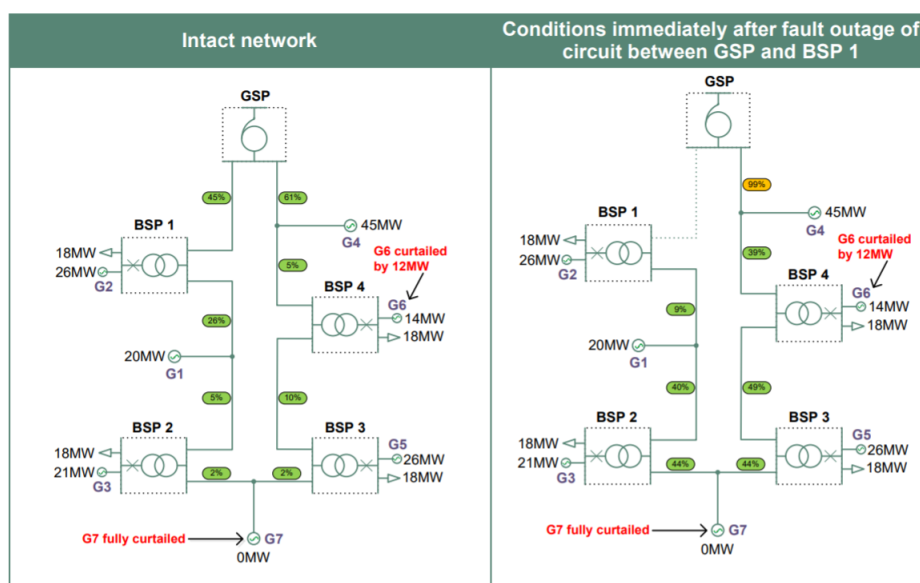 Intact network
Conditions immediately after fault outage of
circuit between GSP and BSP 1
GSP
45%
61%
45MW
G4
BSP 1
18MW
26MW
G2
G6 curtailed
by 12MW
5%
BSP 4
G6
14MW
18MW
26%
20MW
G1
5%
10%
BSP 2
18MW
21MW
G3
BSP 3
G5
26MW
18MW
2%
2%
G7 fully curtailed
G7
0MW
GSP
99%
45MW
G4
BSP 1
18MW
26MW
G2
G6 curtailed
by 12MW
39%
BSP 4
G6
14MW
18MW
9%
20MW
G1
40%
49%
BSP 2
18MW
21MW
G3
BSP 3
G5
26MW
18MW
44%
44%
G7 fully curtailed
G7
0MW